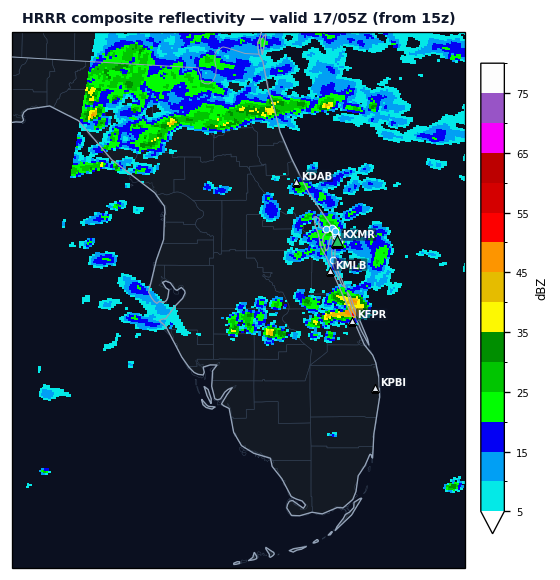 HRRR composite reflectivity — valid 17/05Z (from 15z)
KDAB
KXMR
KMLB
KFPR
KPBI
75
65
55
45
35
25
15
5
dBZ